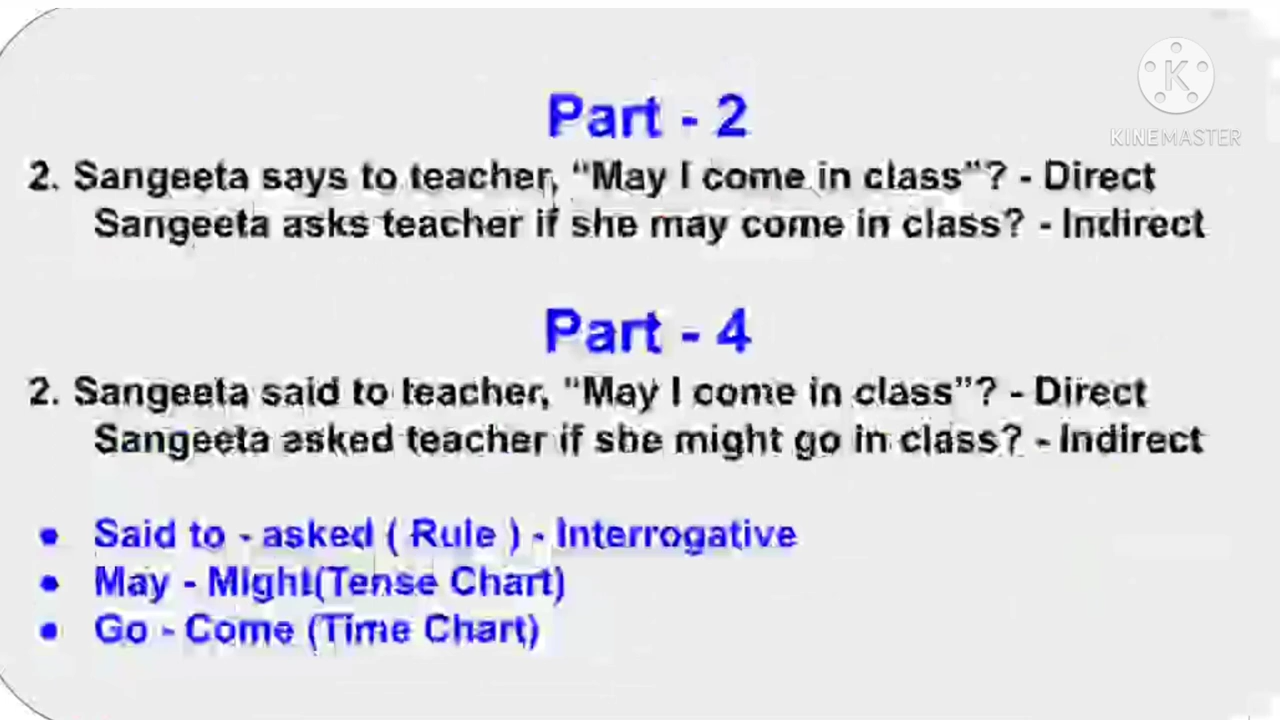 KINEMASTER
Part - 2
2. Sangeeta says to teacher, “May I come in class”? - Direct
Sangeeta asks teacher if she may come in class? - Indirect
Part - 4
2. Sangeeta said to teacher, “May I come in class”? - Direct
Sangeeta asked teacher if she might go in class? - Indirect
• Said to - asked ( Rule ) - Interrogative
• May - Might(Tense Chart)
• Go - Come (Time Chart)